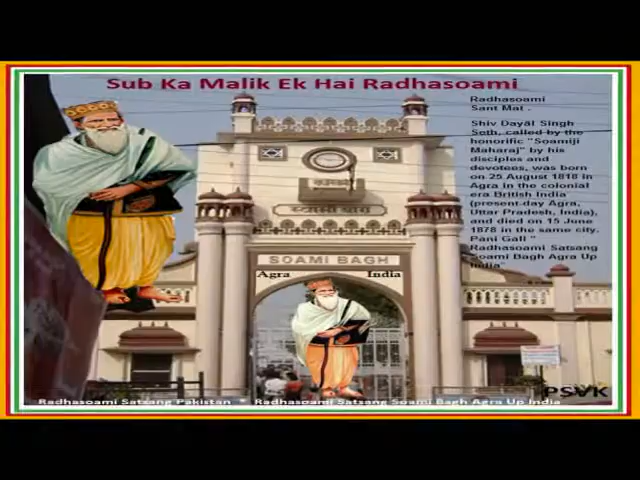 Sub Ka Malik Ek Hai Radhasoami
Radhasoami
Sant Mat .
Shiv Dayal Singh
Seth, called by the
honorific "Soamiji
Maharaj" by his
disciples and
devotees, was born
on 25 August 1818 in
Agra in the colonial
era British India
(present-day Agra,
Uttar Pradesh, India),
and died on 15 June
1878 in the same city.
Pani Gali "
Radhasoami Satsang
Soami Bagh Agra Up
India"
स्वामी बाग
SOAMI BAGH
Agra India
PSVK
Radhasoami Satsang Pakistan * Radhasoami Satsang Soami Bagh Agra Up India